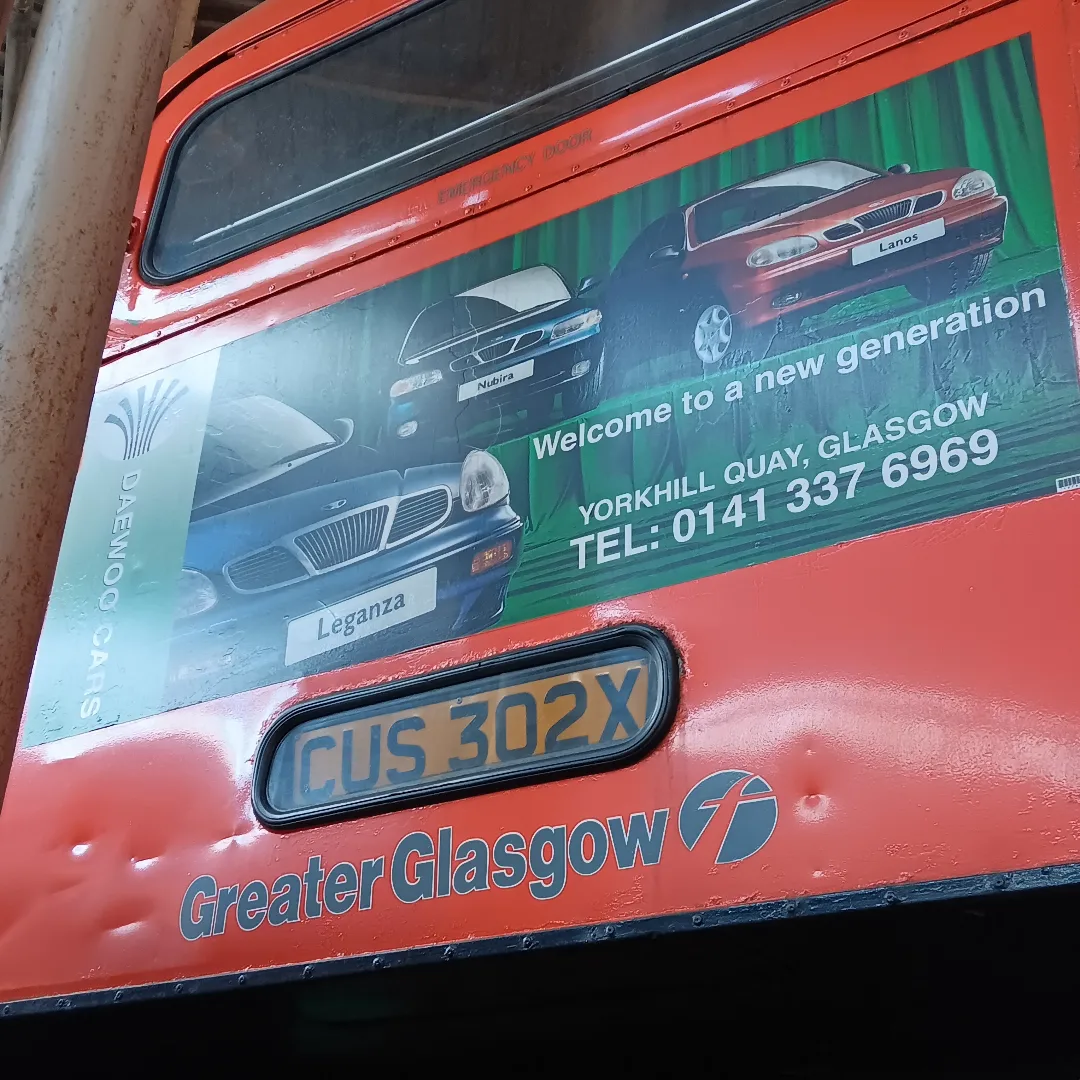 EMERGENCY DOOR
Lanos
Nubira
Welcome to a new generation
YORKHILL QUAY, GLASGOW
TEL: 0141 337 6969
DAEWOO CARS
Leganza
CUS 302X
Greater Glasgow